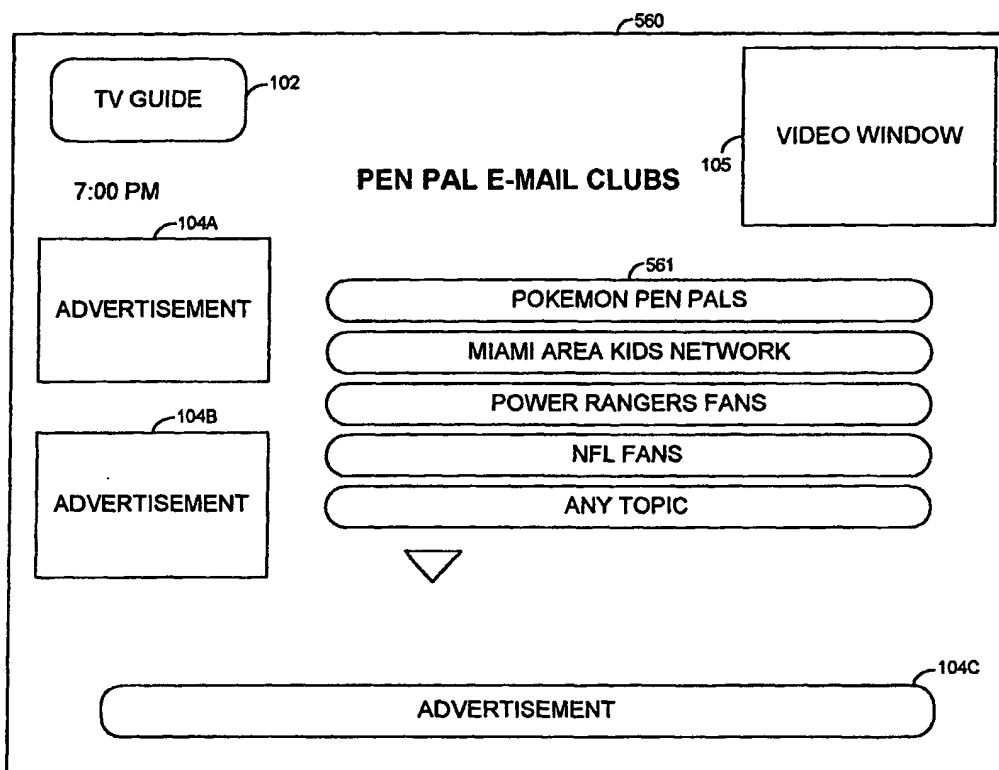 560
TV GUIDE
102
VIDEO WINDOW
105
7:00 PM
PEN PAL E-MAIL CLUBS
104A
ADVERTISEMENT
561
POKEMON PEN PALS
MIAMI AREA KIDS NETWORK
POWER RANGERS FANS
104B
ADVERTISEMENT
NFL FANS
ANY TOPIC
104C
ADVERTISEMENT